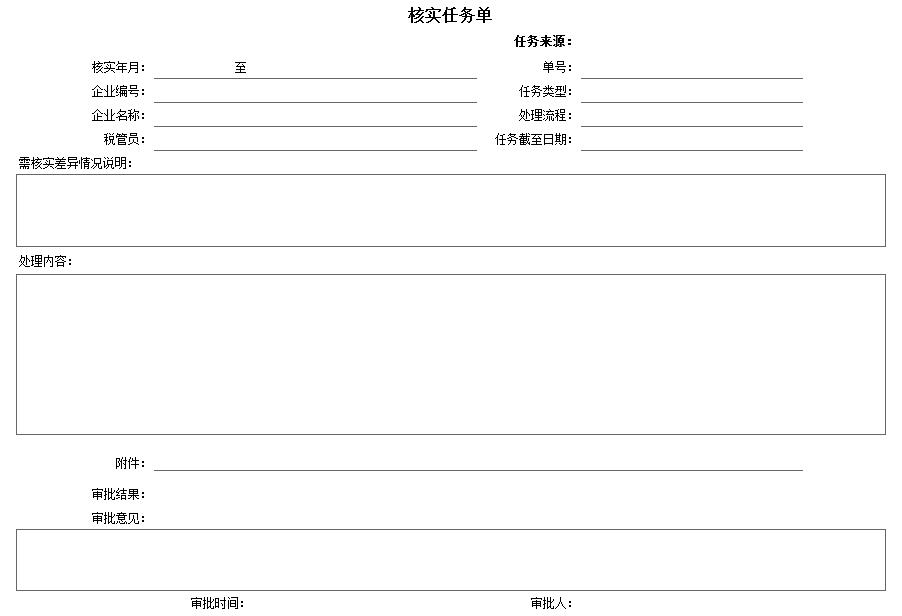 核实任务单
任务来源：
核实年月： 至 单号：
企业编号： 任务类型：
企业名称： 处理流程：
税管员： 任务截至日期：
需核实差异情况说明：
处理内容：
附件：
审批结果：
审批意见：
审批时间： 审批人：